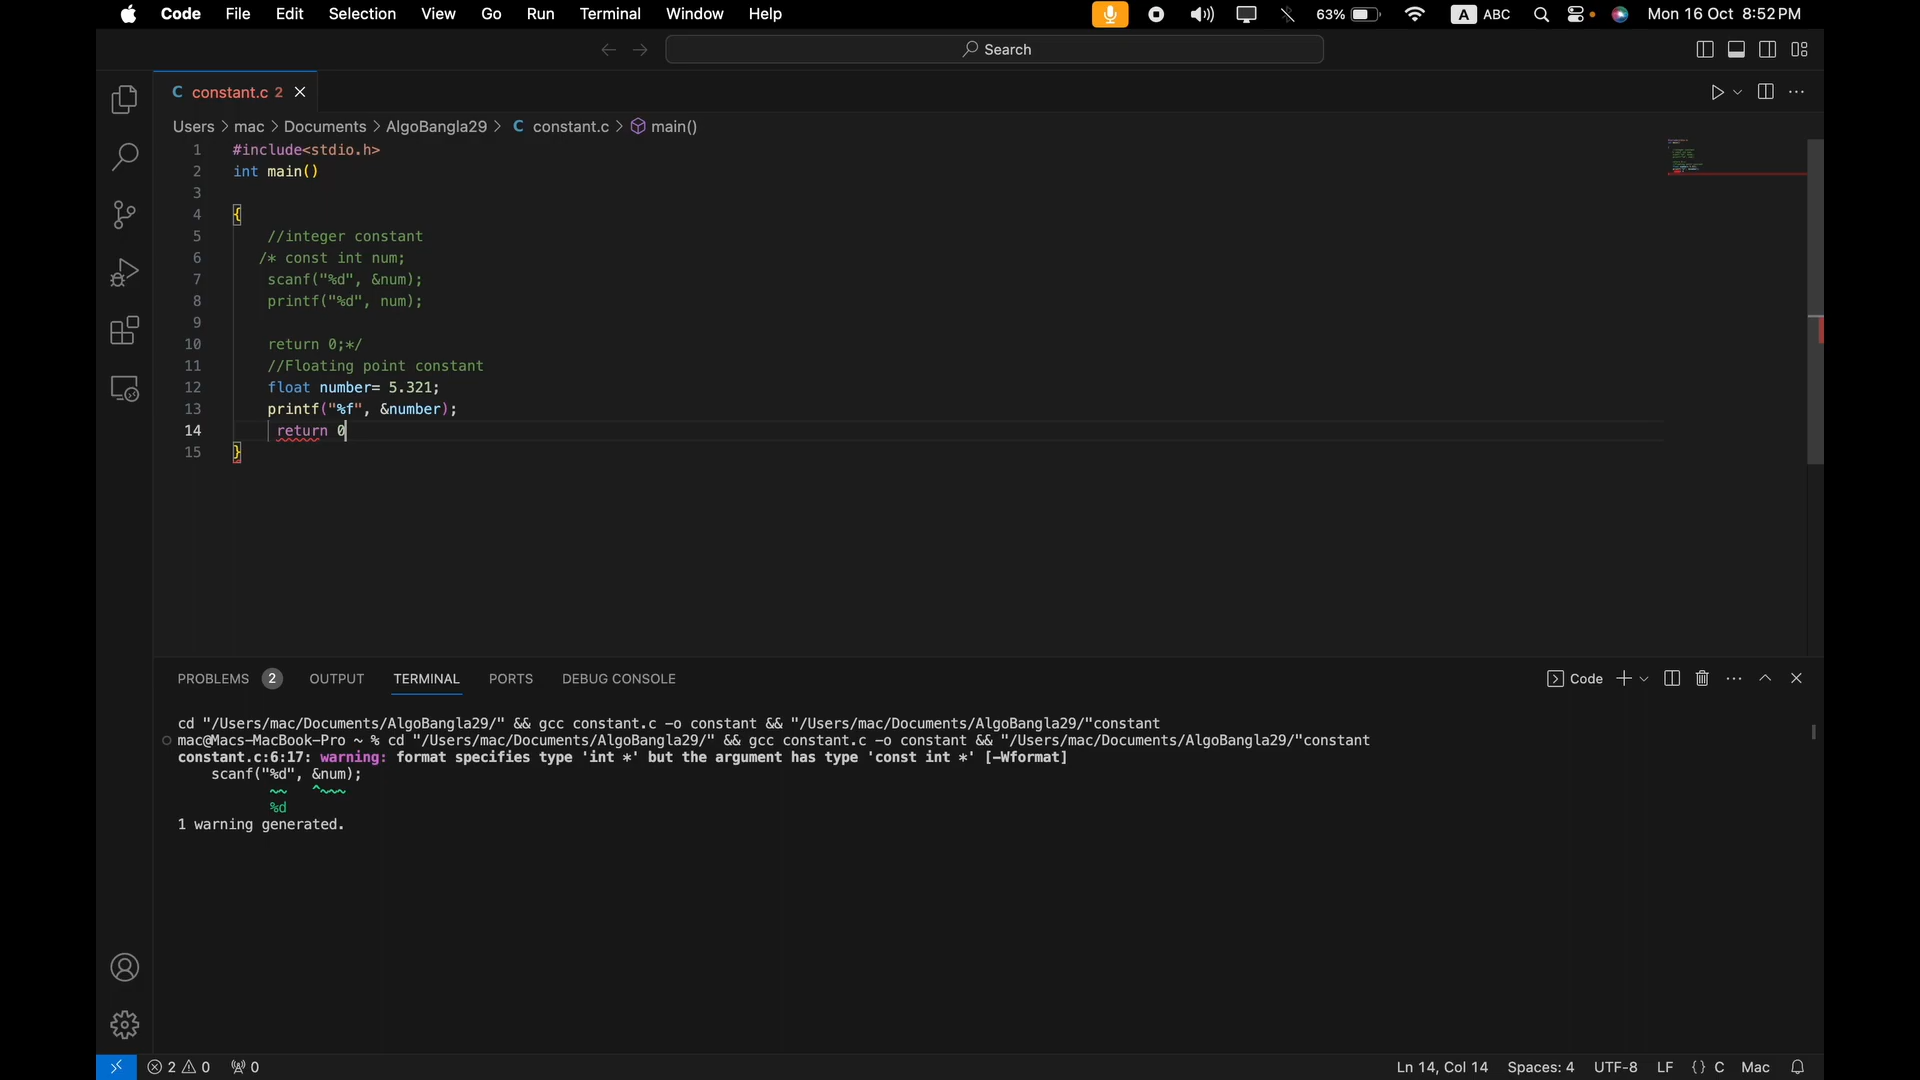 Code File Edit Selection View Go Run Terminal Window Help 63% A ABC Mon 16 Oct 8:52 PM
Search
C constant.c 2
Users > mac > Documents > AlgoBangla29 > C constant.c > main()
1 #include<stdio.h>
2 int main()
3
4 {
5 //integer constant
6 /* const int num;
7 scanf("%d", &num);
8 printf("%d", num);
9
10 return 0;*/
11 //Floating point constant
12 float number= 5.321;
13 printf("%f", &number);
14 return 0
15 }
PROBLEMS 2 OUTPUT TERMINAL PORTS DEBUG CONSOLE Code
cd "/Users/mac/Documents/AlgoBangla29/" && gcc constant.c -o constant && "/Users/mac/Documents/AlgoBangla29/"constant
mac@Macs-MacBook-Pro ~ % cd "/Users/mac/Documents/AlgoBangla29/" && gcc constant.c -o constant && "/Users/mac/Documents/AlgoBangla29/"constant
constant.c:6:17: warning: format specifies type 'int *' but the argument has type 'const int *' [-Wformat]
scanf("%d", &num);
~~ ^~~~
%d
1 warning generated.
2 0 0 Ln 14, Col 14 Spaces: 4 UTF-8 LF {} C Mac